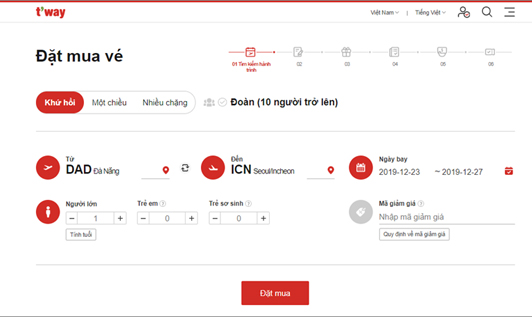 t'way
Việt Nam | Tiếng Việt
Đặt mua vé
01 Tìm kiếm hành trình
02
03
04
05
06
Khứ hồi
Một chiều
Nhiều chặng
Đoàn (10 người trở lên)
Từ
DAD Đà Nẵng
Đến
ICN Seoul/Incheon
Ngày bay
2019-12-23 ~ 2019-12-27
Người lớn
− 1 +
Tính tuổi
Trẻ em ?
− 0 +
Trẻ sơ sinh ?
− 0 +
Mã giảm giá ?
Nhập mã giảm giá
Quy định về mã giảm giá
Đặt mua